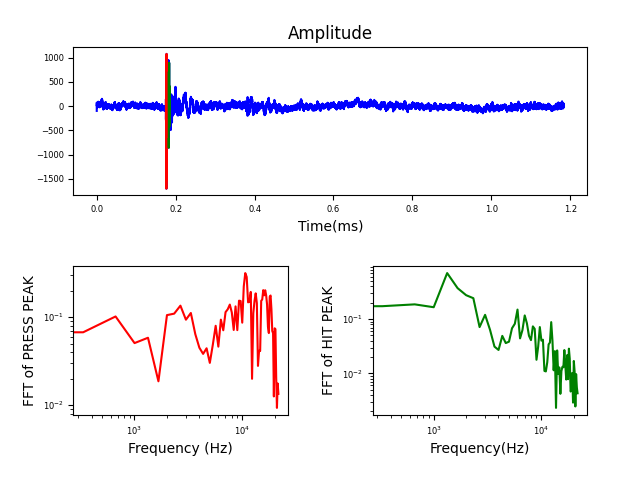 Amplitude
1000
500
0
−500
−1000
−1500
0.0 0.2 0.4 0.6 0.8 1.0 1.2
Time(ms)
FFT of PRESS PEAK
10⁻¹
10⁻²
10³ 10⁴
Frequency (Hz)
FFT of HIT PEAK
10⁻¹
10⁻²
10³ 10⁴
Frequency(Hz)